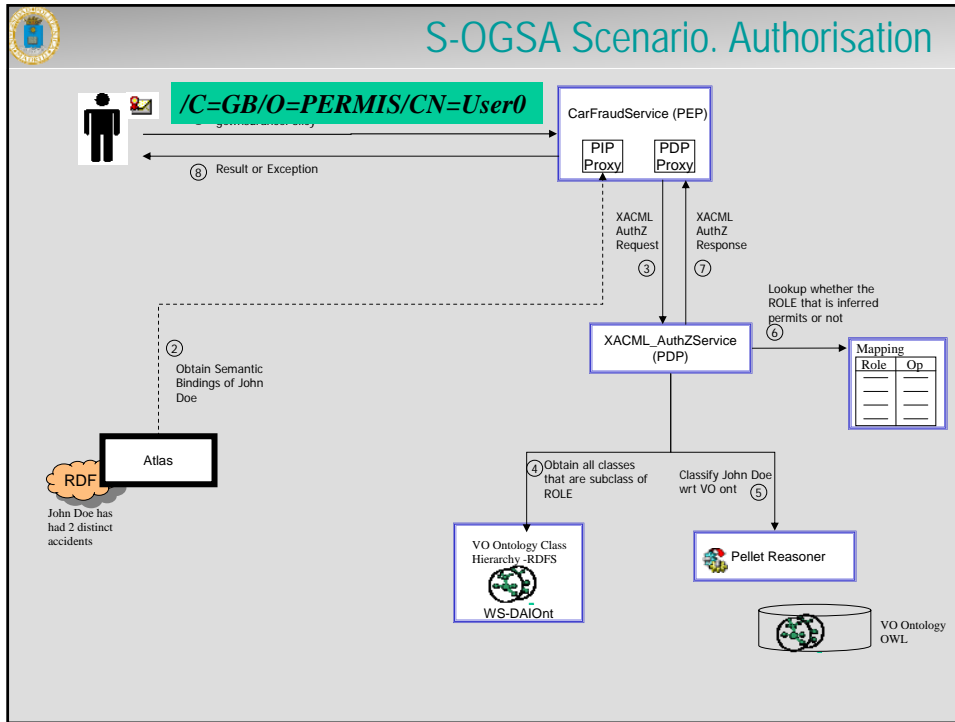 S-OGSA Scenario. Authorisation
/C=GB/O=PERMIS/CN=User0
CarFraudService (PEP)
PIP
Proxy
PDP
Proxy
8
Result or Exception
XACML
AuthZ
Request
3
XACML
AuthZ
Response
7
Lookup whether the
ROLE that is inferred
permits or not
6
XACML_AuthZService
(PDP)
Mapping
Role
Op
2
Obtain Semantic
Bindings of John
Doe
Atlas
RDF
John Doe has
had 2 distinct
accidents
4
Obtain all classes
that are subclass of
ROLE
Classify John Doe
wrt VO ont
5
VO Ontology Class
Hierarchy -RDFS
WS-DAIOnt
Pellet Reasoner
VO Ontology
OWL